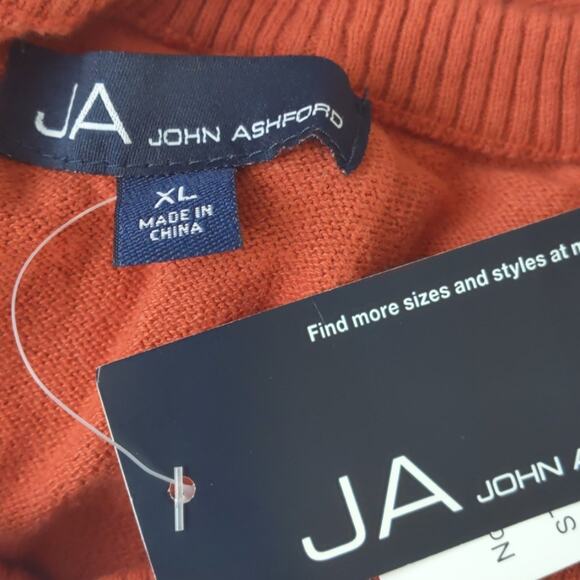 JA JOHN ASHFORD
XL
MADE IN
CHINA
Find more sizes and styles at
JA JOHN